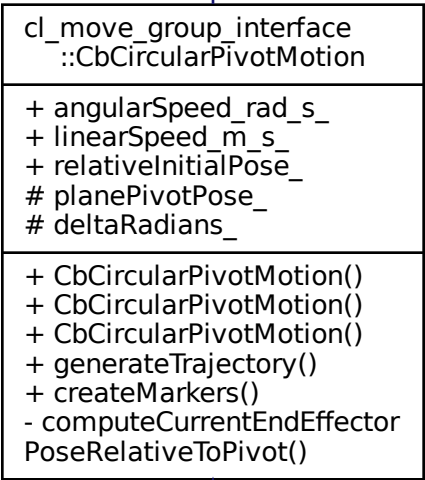 cl_move_group_interface
::CbCircularPivotMotion
+ angularSpeed_rad_s_
+ linearSpeed_m_s_
+ relativeInitialPose_
# planePivotPose_
# deltaRadians_
+ CbCircularPivotMotion()
+ CbCircularPivotMotion()
+ CbCircularPivotMotion()
+ generateTrajectory()
+ createMarkers()
- computeCurrentEndEffector
PoseRelativeToPivot()